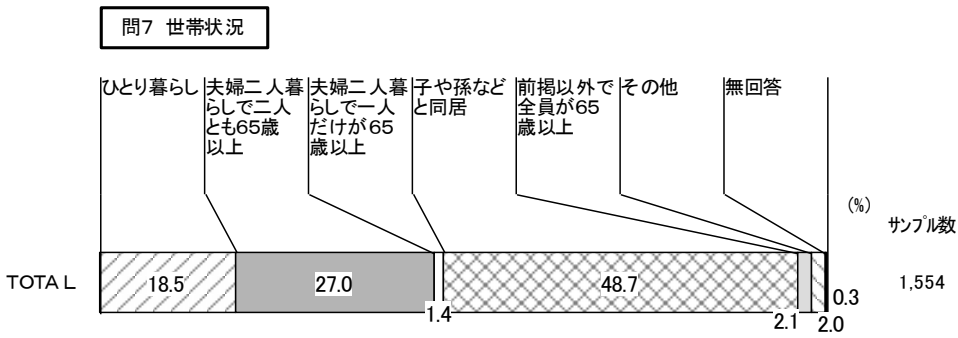 問7 世帯状況
ひとり暮らし
夫婦二人暮
らしで二人
とも65歳
以上
夫婦二人暮
らしで一人
だけが65
歳以上
子や孫など
と同居
前掲以外で
全員が65
歳以上
その他
無回答
(%)
サンプル数
TOTAL
18.5
27.0
1.4
48.7
2.1
2.0
0.3
1,554